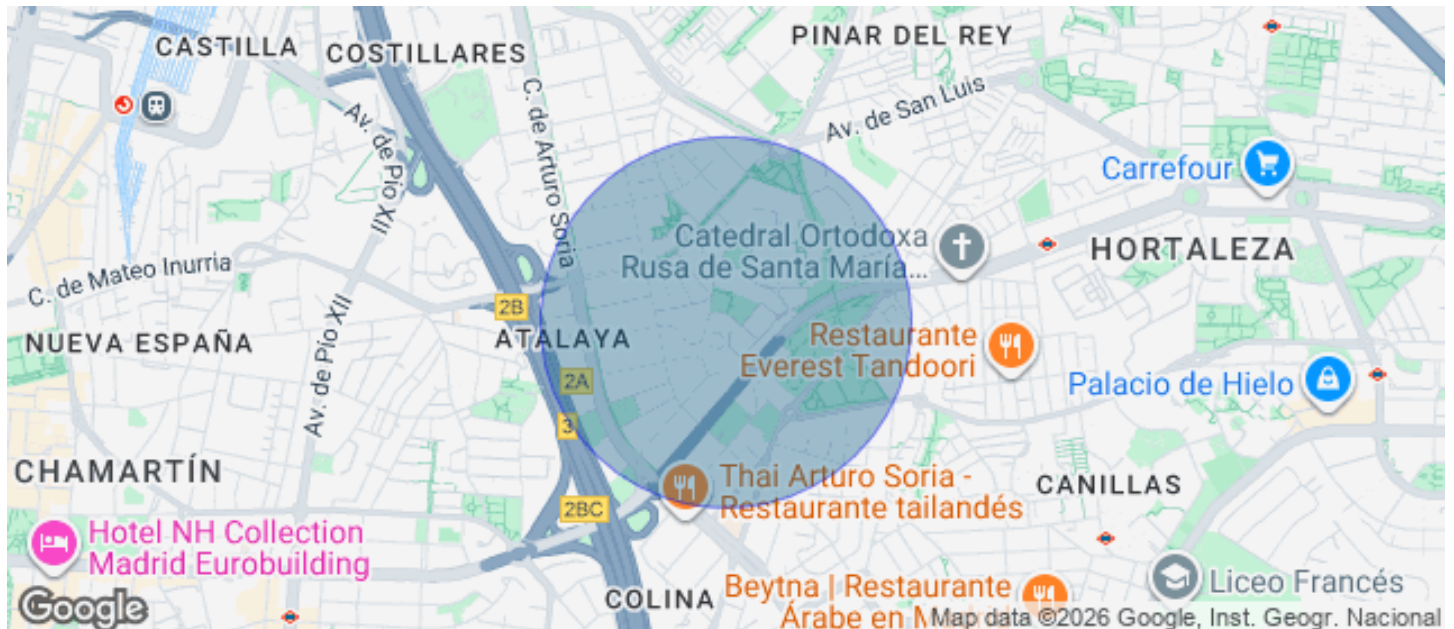 CASTILLA
COSTILLARES
PINAR DEL REY
Av. de Pío XII
C. de Arturo Soria
Av. de San Luis
Carrefour
Catedral Ortodoxa
Rusa de Santa María...
HORTALEZA
C. de Mateo Inurria
2B
NUEVA ESPAÑA
Av. de Pío XII
ATALAYA
Restaurante
Everest Tandoori
2A
Palacio de Hielo
3
CHAMARTÍN
Thai Arturo Soria -
Restaurante tailandés
CANILLAS
2BC
Hotel NH Collection
Madrid Eurobuilding
COLINA
Beytna | Restaurante
Árabe en M
Liceo Francés
Google
Map data ©2026 Google, Inst. Geogr. Nacional